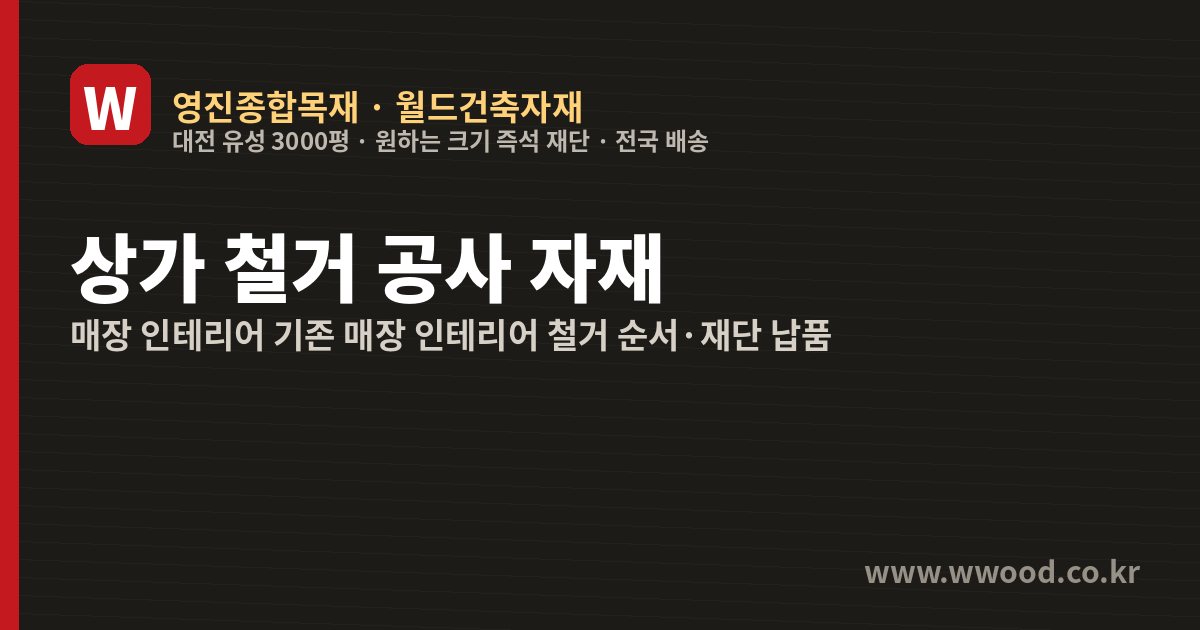 W
영진종합목재 · 월드건축자재
대전 유성 3000평 · 원하는 크기 즉석 재단 · 전국 배송
상가 철거 공사 자재
매장 인테리어 기존 매장 인테리어 철거 순서·재단 납품
www.wwood.co.kr